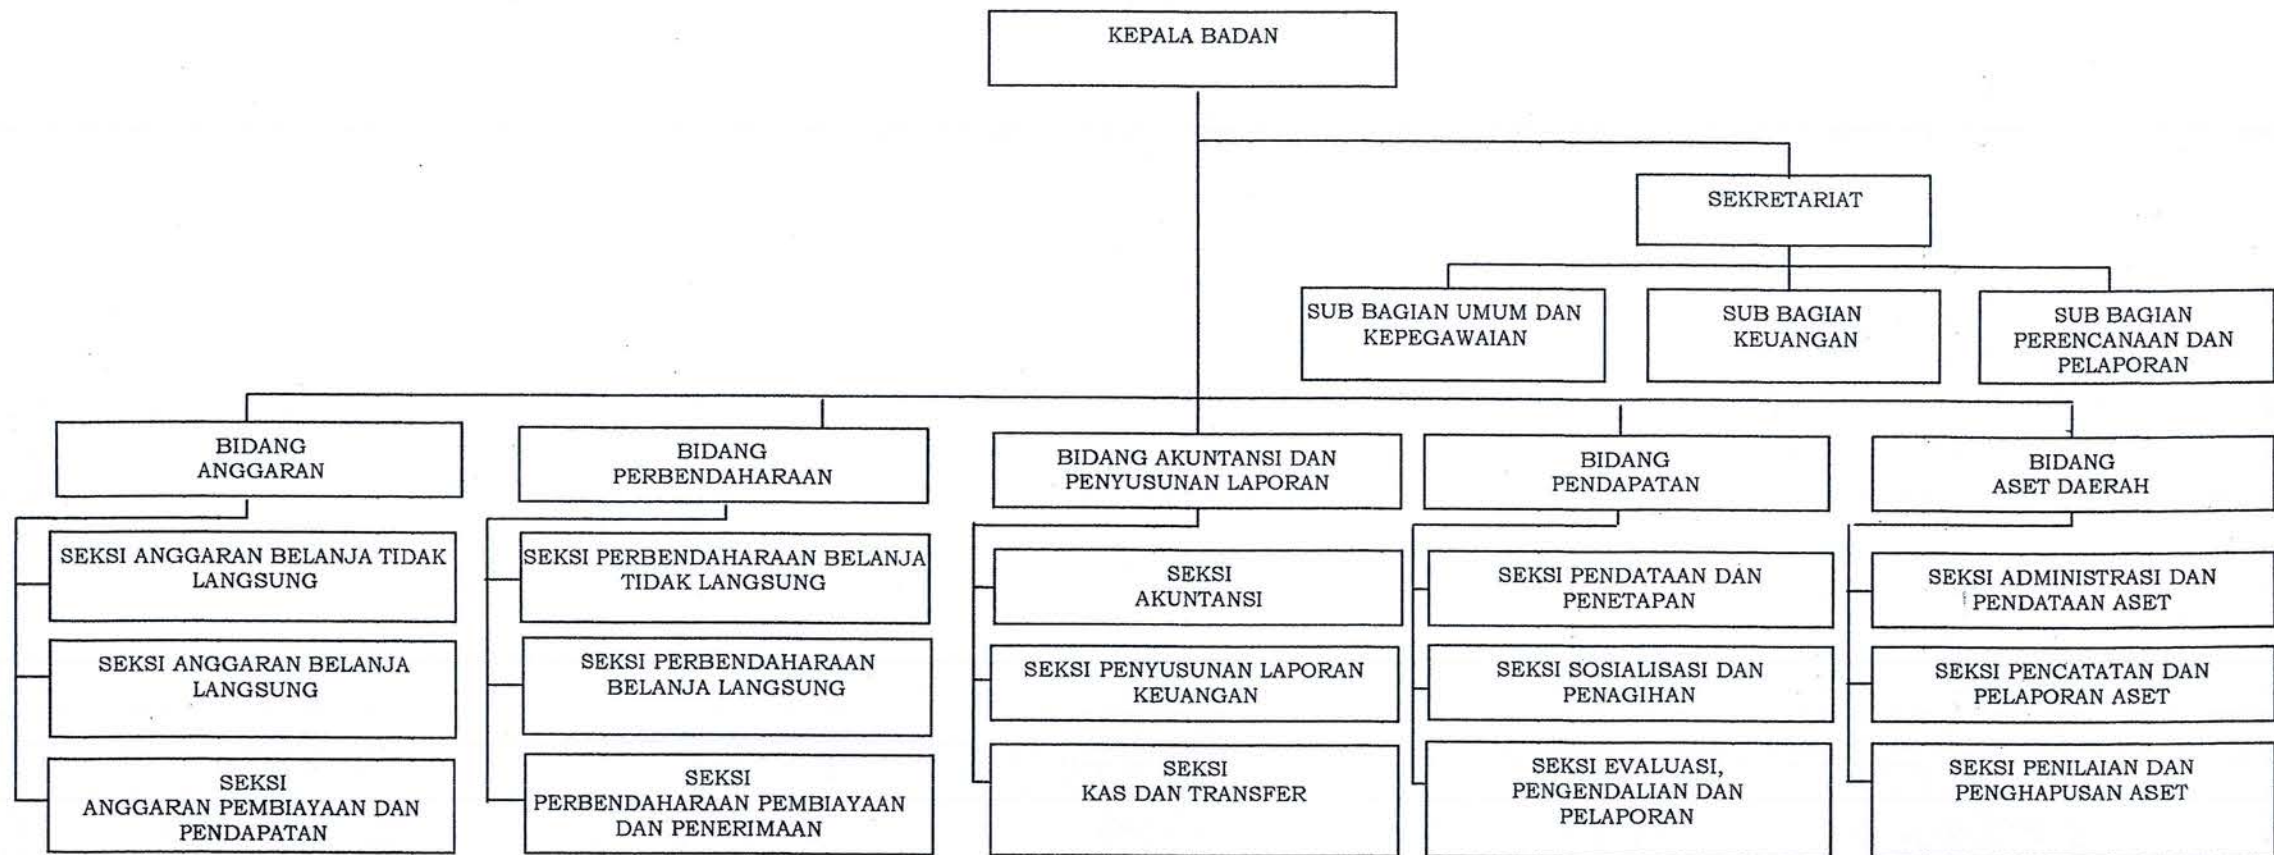 KEPALA BADAN
SEKRETARIAT
SUB BAGIAN UMUM DAN
KEPEGAWAIAN
SUB BAGIAN
KEUANGAN
SUB BAGIAN
PERENCANAAN DAN
PELAPORAN
BIDANG
ANGGARAN
BIDANG
PERBENDAHARAAN
BIDANG AKUNTANSI DAN
PENYUSUNAN LAPORAN
BIDANG
PENDAPATAN
BIDANG
ASET DAERAH
SEKSI ANGGARAN BELANJA TIDAK
LANGSUNG
SEKSI PERBENDAHARAAN BELANJA
TIDAK LANGSUNG
SEKSI
AKUNTANSI
SEKSI PENDATAAN DAN
PENETAPAN
SEKSI ADMINISTRASI DAN
PENDATAAN ASET
SEKSI ANGGARAN BELANJA
LANGSUNG
SEKSI PERBENDAHARAAN
BELANJA LANGSUNG
SEKSI PENYUSUNAN LAPORAN
KEUANGAN
SEKSI SOSIALISASI DAN
PENAGIHAN
SEKSI PENCATATAN DAN
PELAPORAN ASET
SEKSI
ANGGARAN PEMBIAYAAN DAN
PENDAPATAN
SEKSI
PERBENDAHARAAN PEMBIAYAAN
DAN PENERIMAAN
SEKSI
KAS DAN TRANSFER
SEKSI EVALUASI,
PENGENDALIAN DAN
PELAPORAN
SEKSI PENILAIAN DAN
PENGHAPUSAN ASET